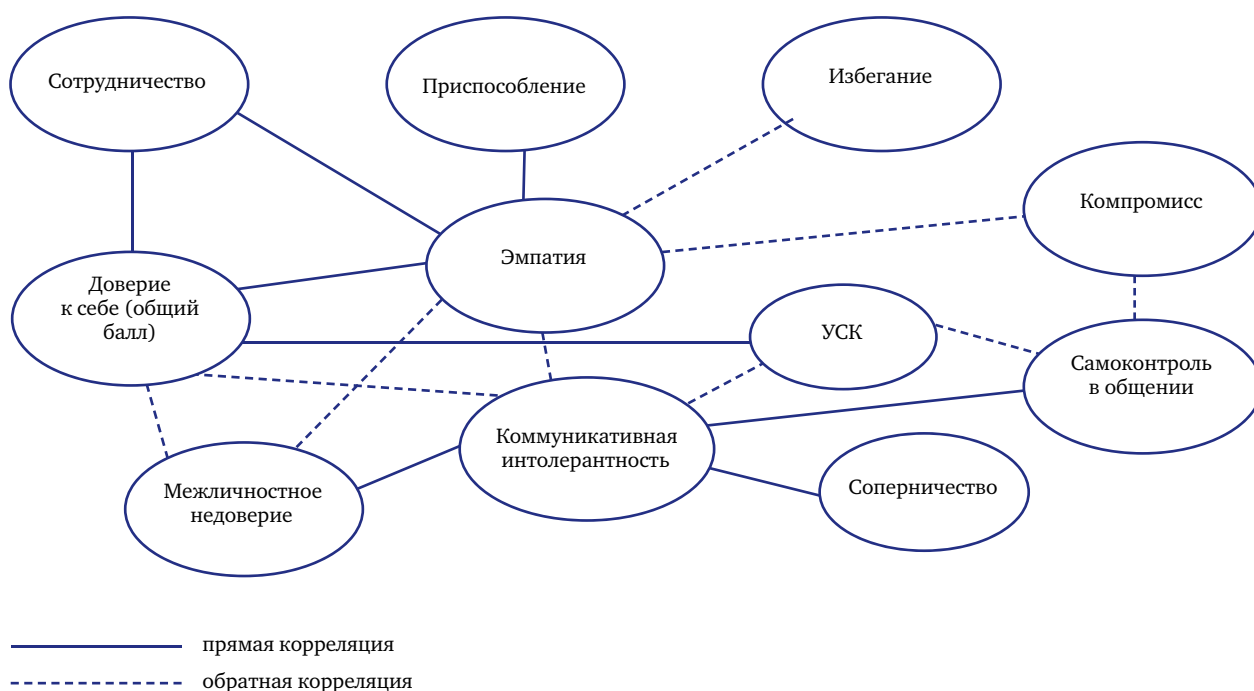 Сотрудничество
Приспособление
Избегание
Компромисс
Эмпатия
Доверие
к себе (общий
балл)
УСК
Самоконтроль
в общении
Коммуникативная
интолерантность
Межличностное
недоверие
Соперничество
прямая корреляция
обратная корреляция